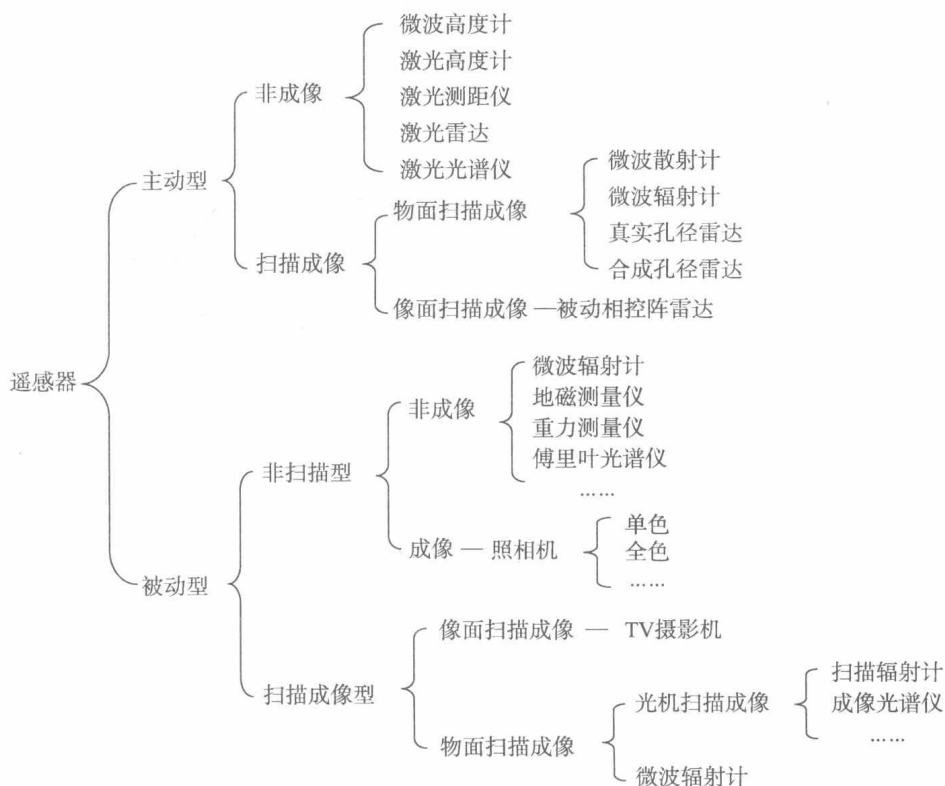 遥感器
主动型
非成像
微波高度计
激光高度计
激光测距仪
激光雷达
激光光谱仪
扫描成像
物面扫描成像
微波散射计
微波辐射计
真实孔径雷达
合成孔径雷达
像面扫描成像—被动相控阵雷达
被动型
非扫描型
非成像
微波辐射计
地磁测量仪
重力测量仪
傅里叶光谱仪
……
成像 — 照相机
单色
全色
……
扫描成像型
像面扫描成像 — TV摄影机
物面扫描成像
光机扫描成像
扫描辐射计
成像光谱仪
……
微波辐射计